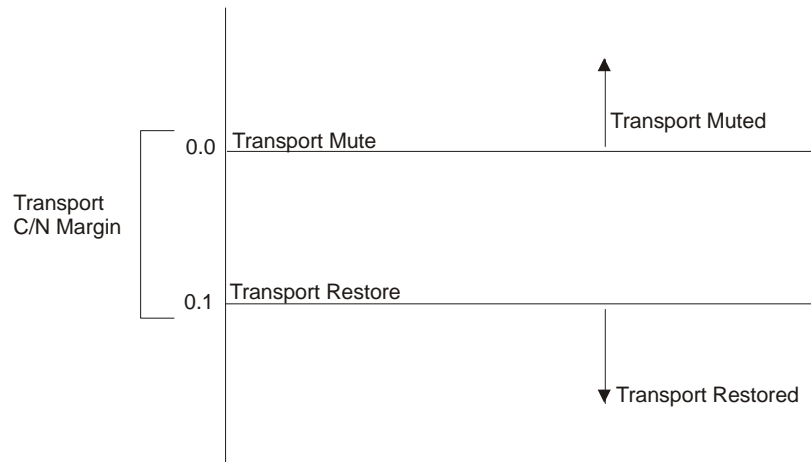 0.0
Transport Mute
Transport Muted
Transport
C/N Margin
0.1
Transport Restore
Transport Restored